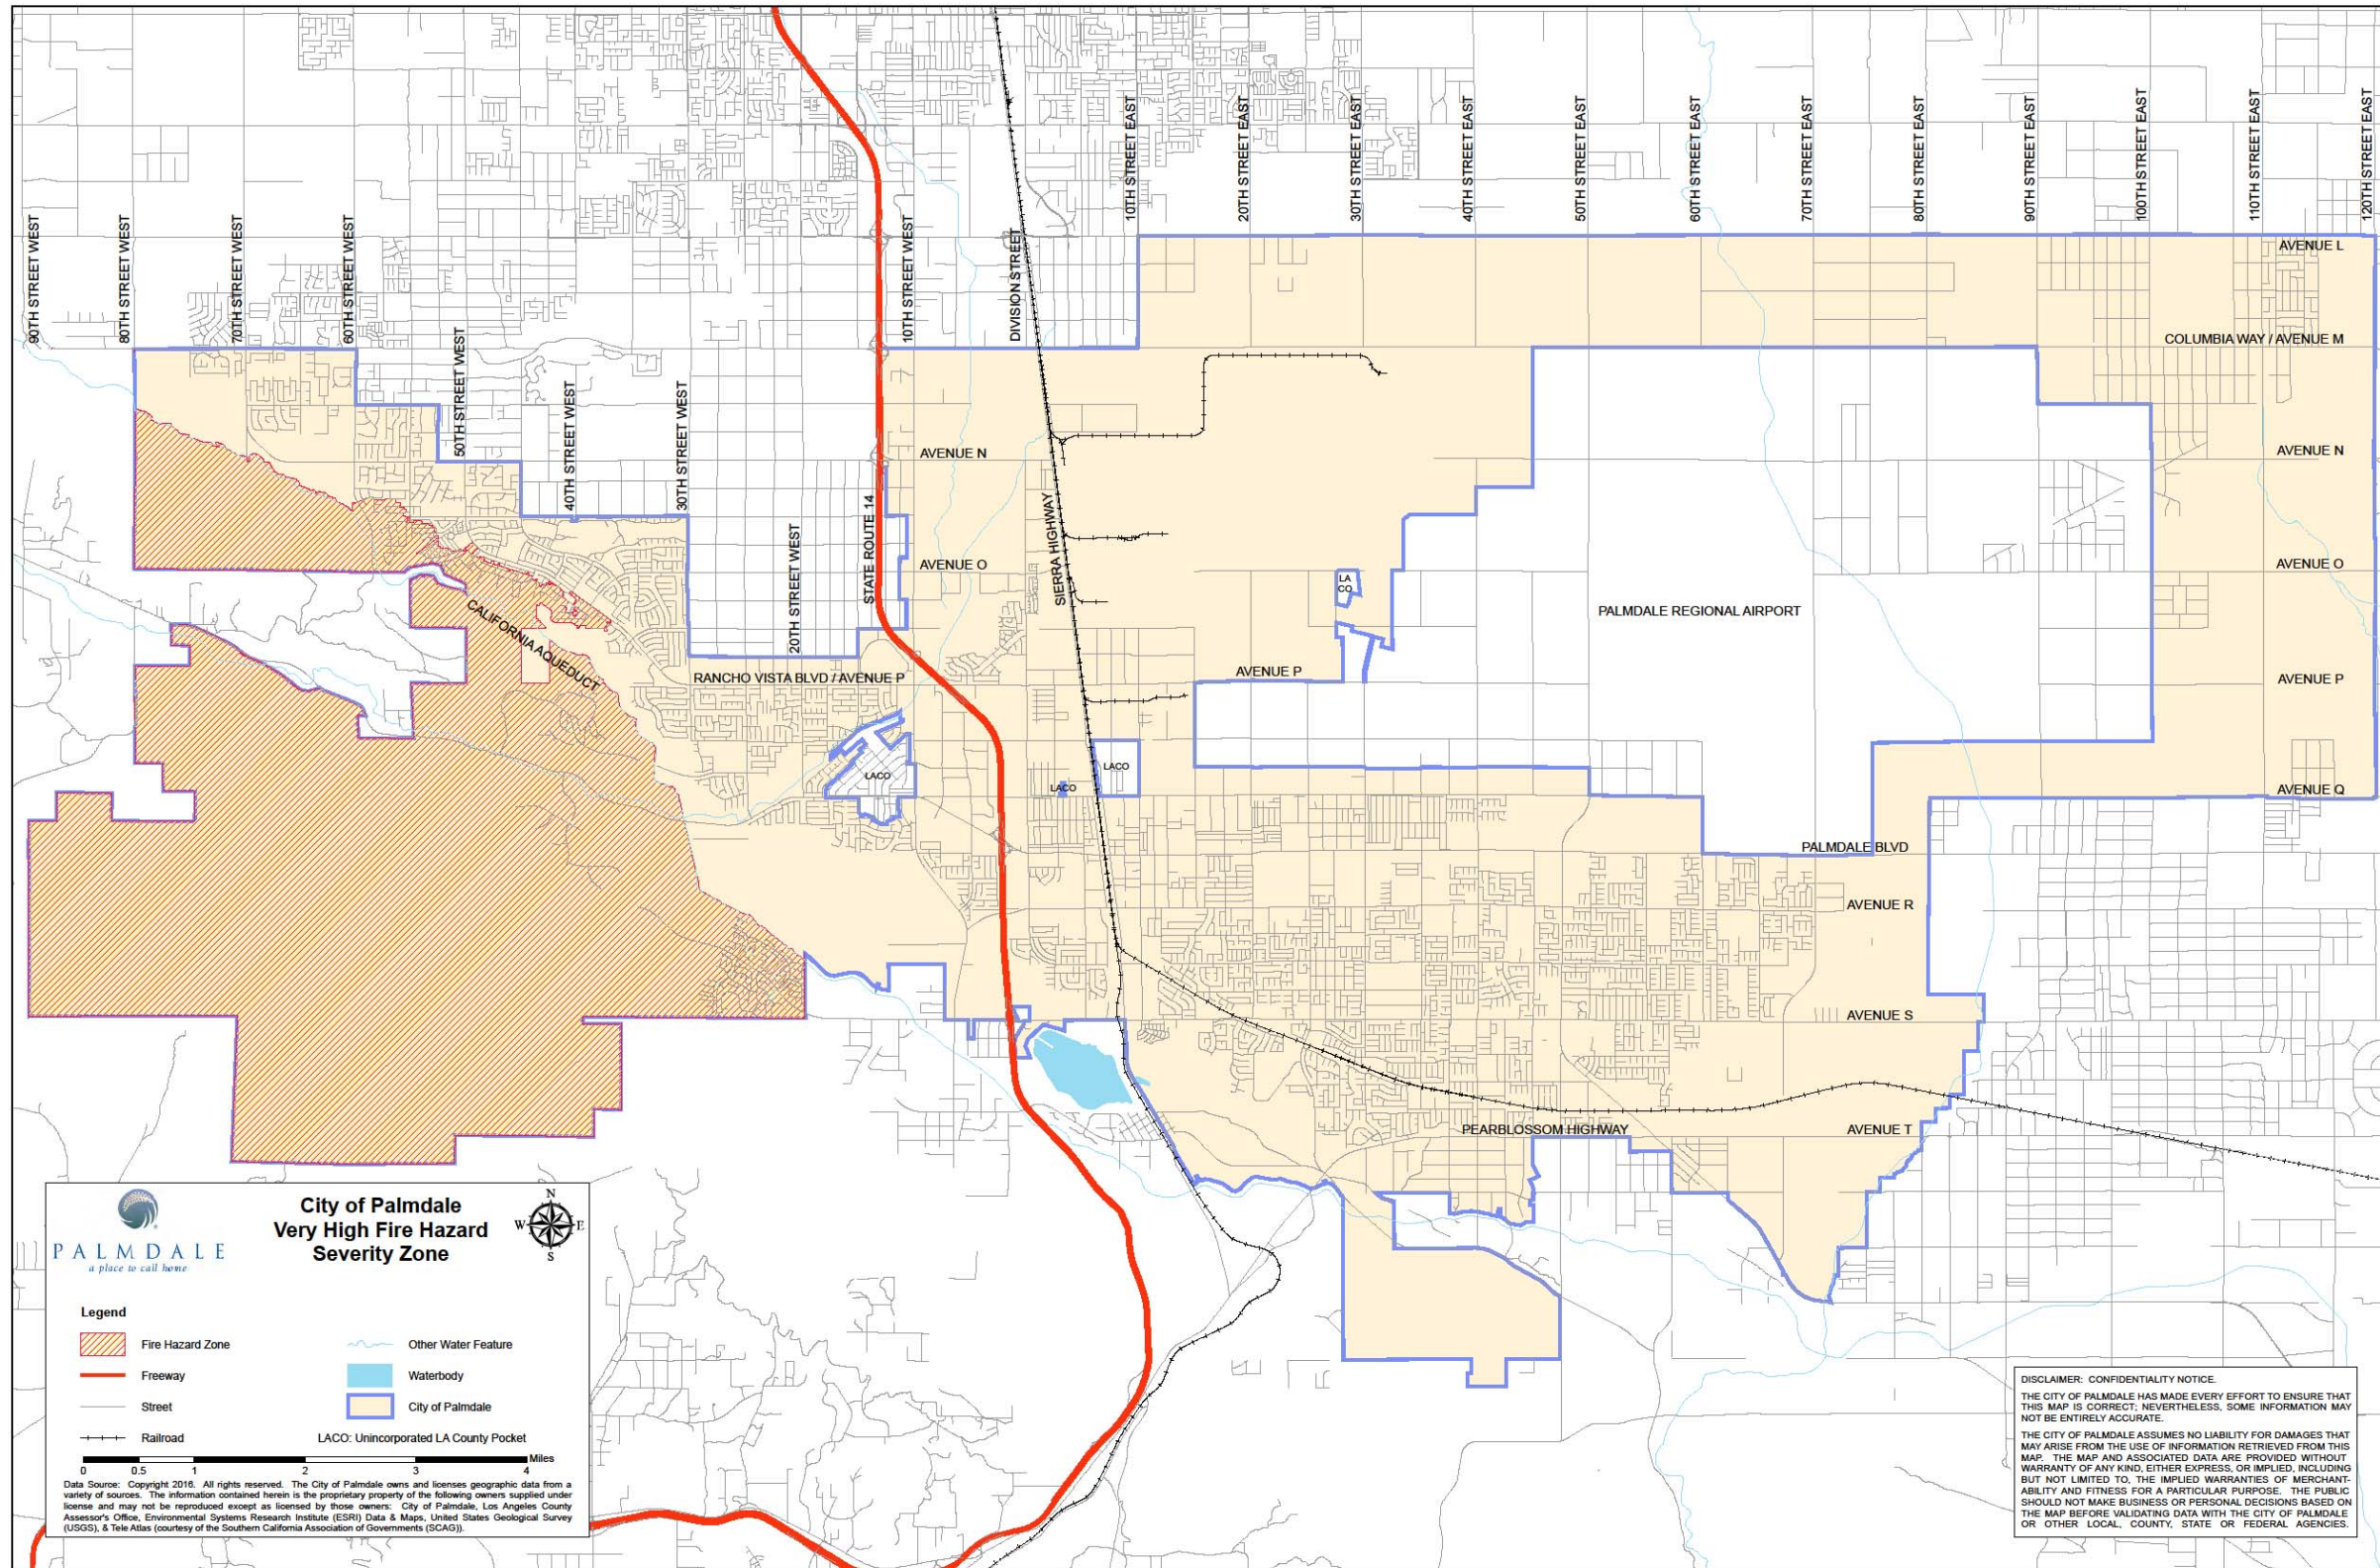 10TH STREET EAST
20TH STREET EAST
30TH STREET EAST
40TH STREET EAST
50TH STREET EAST
60TH STREET EAST
70TH STREET EAST
80TH STREET EAST
90TH STREET EAST
100TH STREET EAST
110TH STREET EAST
120TH STREET EAST
90TH STREET WEST
80TH STREET WEST
70TH STREET WEST
60TH STREET WEST
50TH STREET WEST
40TH STREET WEST
30TH STREET WEST
20TH STREET WEST
STATE ROUTE 14
10TH STREET WEST
DIVISION STREET
SIERRA HIGHWAY
AVENUE L
COLUMBIA WAY / AVENUE M
AVENUE N
AVENUE N
AVENUE O
AVENUE O
LA
CO
PALMDALE REGIONAL AIRPORT
CALIFORNIA AQUEDUCT
RANCHO VISTA BLVD / AVENUE P
AVENUE P
AVENUE P
LACO
LACO
LACO
AVENUE Q
PALMDALE BLVD
AVENUE R
AVENUE S
PEARBLOSSOM HIGHWAY
AVENUE T
PALMDALE
a place to call home
City of Palmdale
Very High Fire Hazard
Severity Zone
N
W
E
S
Legend
Fire Hazard Zone
Freeway
Street
Railroad
Other Water Feature
Waterbody
City of Palmdale
LACO: Unincorporated LA County Pocket
Miles
0 0.5 1 2 3 4
Data Source: Copyright 2016. All rights reserved. The City of Palmdale owns and licenses geographic data from a
variety of sources. The information contained herein is the proprietary property of the following owners supplied under
license and may not be reproduced except as licensed by those owners: City of Palmdale, Los Angeles County
Assessor's Office, Environmental Systems Research Institute (ESRI) Data & Maps, United States Geological Survey
(USGS), & Tele Atlas (courtesy of the Southern California Association of Governments (SCAG)).
DISCLAIMER: CONFIDENTIALITY NOTICE.
THE CITY OF PALMDALE HAS MADE EVERY EFFORT TO ENSURE THAT
THIS MAP IS CORRECT; NEVERTHELESS, SOME INFORMATION MAY
NOT BE ENTIRELY ACCURATE.
THE CITY OF PALMDALE ASSUMES NO LIABILITY FOR DAMAGES THAT
MAY ARISE FROM THE USE OF INFORMATION RETRIEVED FROM THIS
MAP. THE MAP AND ASSOCIATED DATA ARE PROVIDED WITHOUT
WARRANTY OF ANY KIND, EITHER EXPRESS, OR IMPLIED, INCLUDING
BUT NOT LIMITED TO, THE IMPLIED WARRANTIES OF MERCHANT-
ABILITY AND FITNESS FOR A PARTICULAR PURPOSE. THE PUBLIC
SHOULD NOT MAKE BUSINESS OR PERSONAL DECISIONS BASED ON
THE MAP BEFORE VALIDATING DATA WITH THE CITY OF PALMDALE
OR OTHER LOCAL, COUNTY, STATE OR FEDERAL AGENCIES.